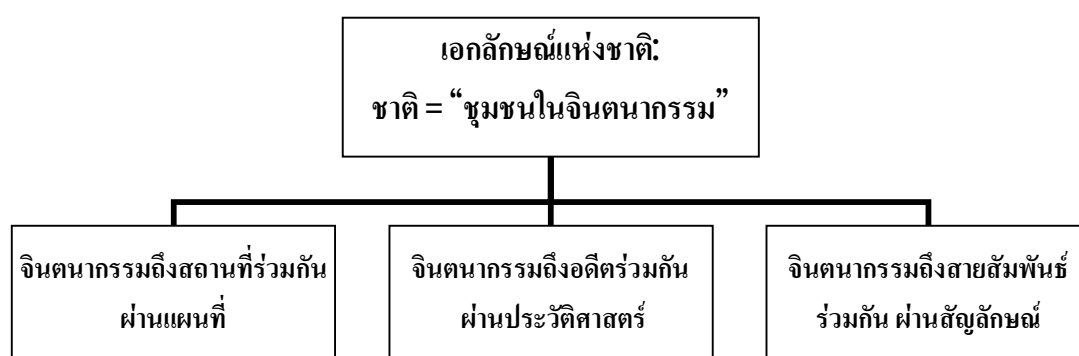 เอกลักษณ์แห่งชาติ:
ชาติ = “ชุมชนในจินตนากรรม”
จินตนากรรมถึงสถานที่ร่วมกัน
ผ่านแผนที่
จินตนากรรมถึงอดีตร่วมกัน
ผ่านประวัติศาสตร์
จินตนากรรมถึงสายสัมพันธ์
ร่วมกัน ผ่านสัญลักษณ์